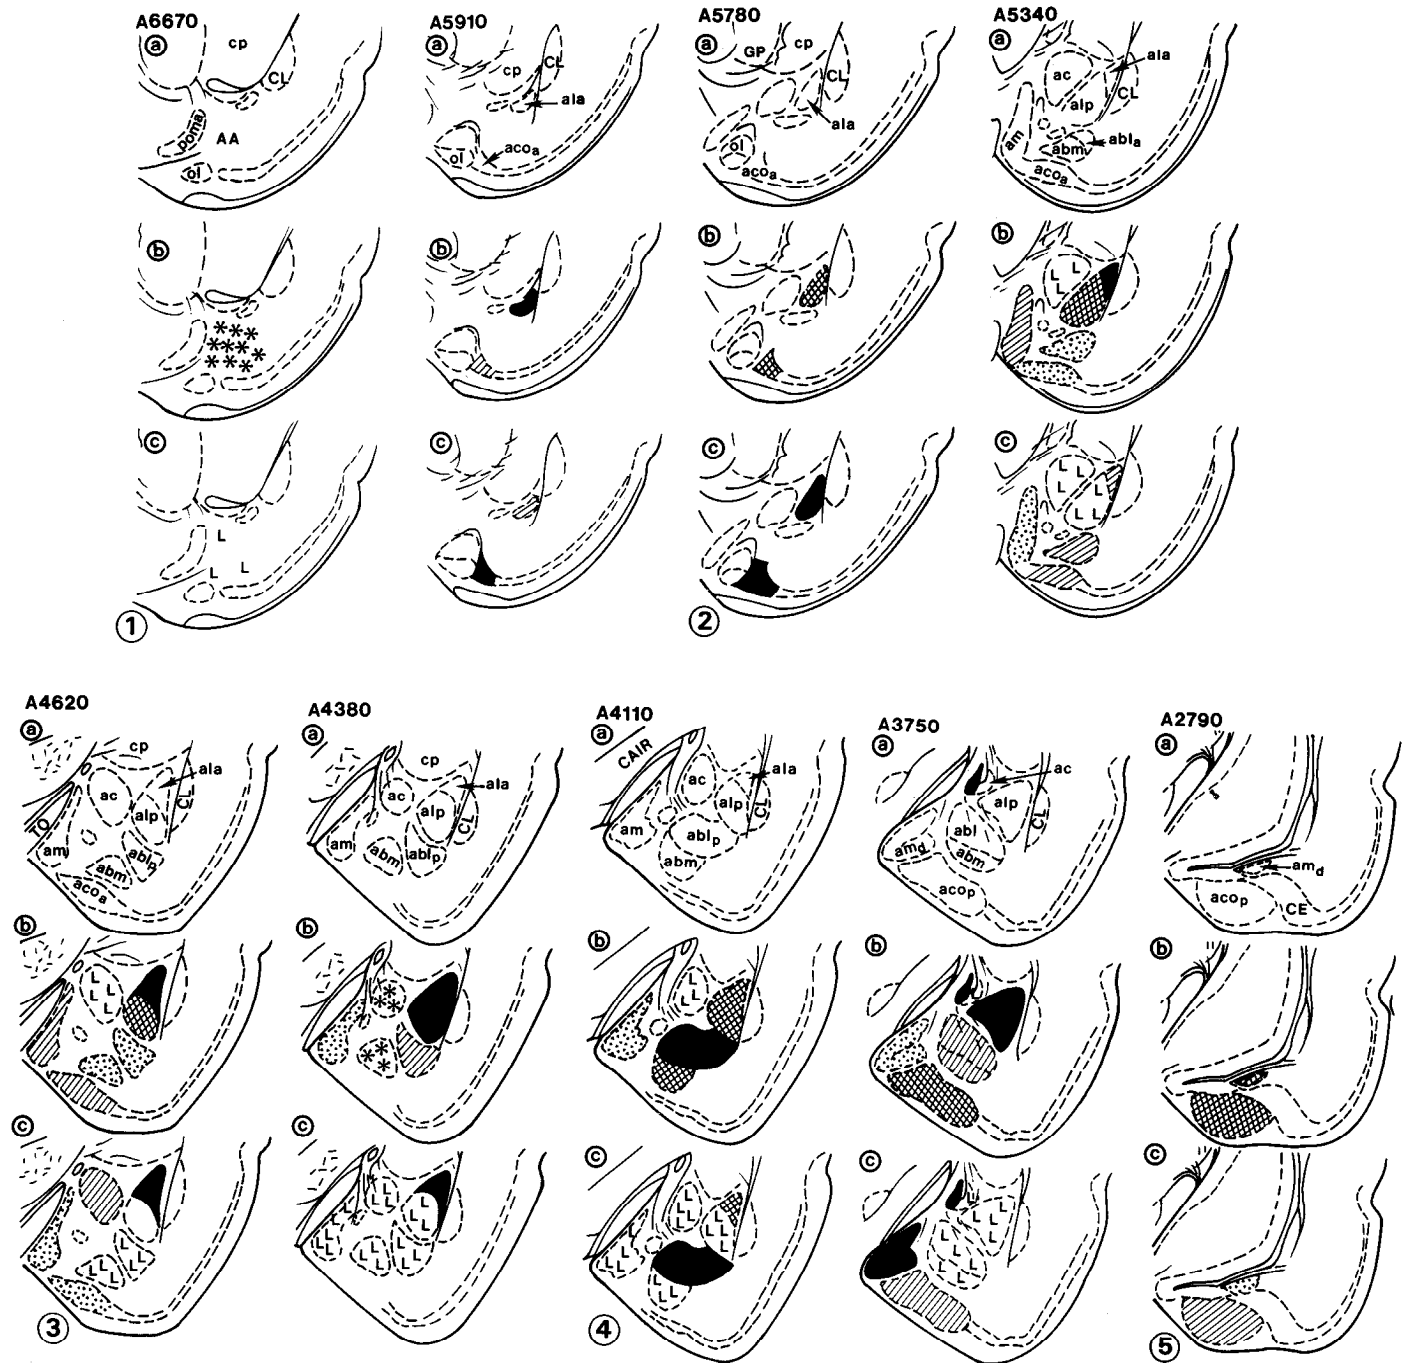 A6670 A5910 A5780 A5340
a a a a
cp CL poma AA ol
cp CL ala ol acoa
GP cp CL ala ol acoa
ac ala alp CL am abla abm acoa
b b b b
* * * * * * * * * *
L L L
c c c c
L L L
L L L L L L L
1 2
A4620 A4380 A4110 A3750 A2790
a a a a a
cp ala ac CL alp TO am abm ablp acoa
cp ala ac alp CL am abm ablp
CAIR ac ala alp CL am ablp abm
ac alp CL abl amd abm acop
amd acop CE
b b b b b
L L L L
* * * * * *
L L L
c c c c c
L L L L L L
L L L L L L L L L L L L
L L L L L L L L L L L
L L L L L L L L
3 4 5